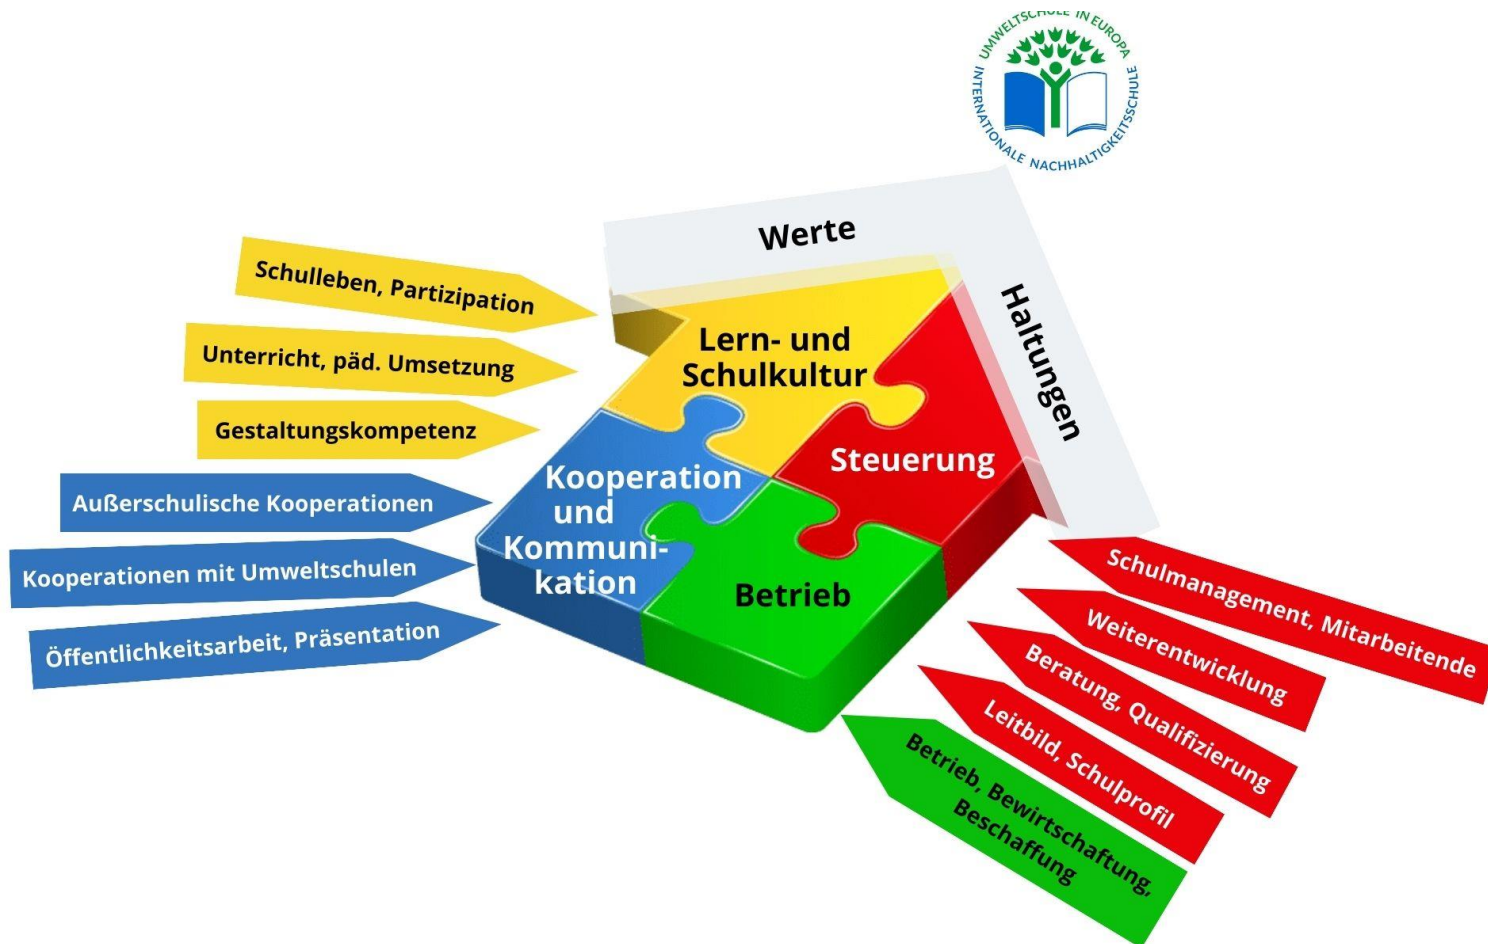 UMWELTSCHULE IN EUROPA
INTERNATIONALE NACHHALTIGKEITSSCHULE
Werte
Haltungen
Schulleben, Partizipation
Unterricht, päd. Umsetzung
Gestaltungskompetenz
Außerschulische Kooperationen
Kooperationen mit Umweltschulen
Öffentlichkeitsarbeit, Präsentation
Lern- und
Schulkultur
Steuerung
Kooperation
und
Kommuni-
kation
Betrieb
Schulmanagement, Mitarbeitende
Weiterentwicklung
Beratung, Qualifizierung
Leitbild, Schulprofil
Betrieb, Bewirtschaftung,
Beschaffung